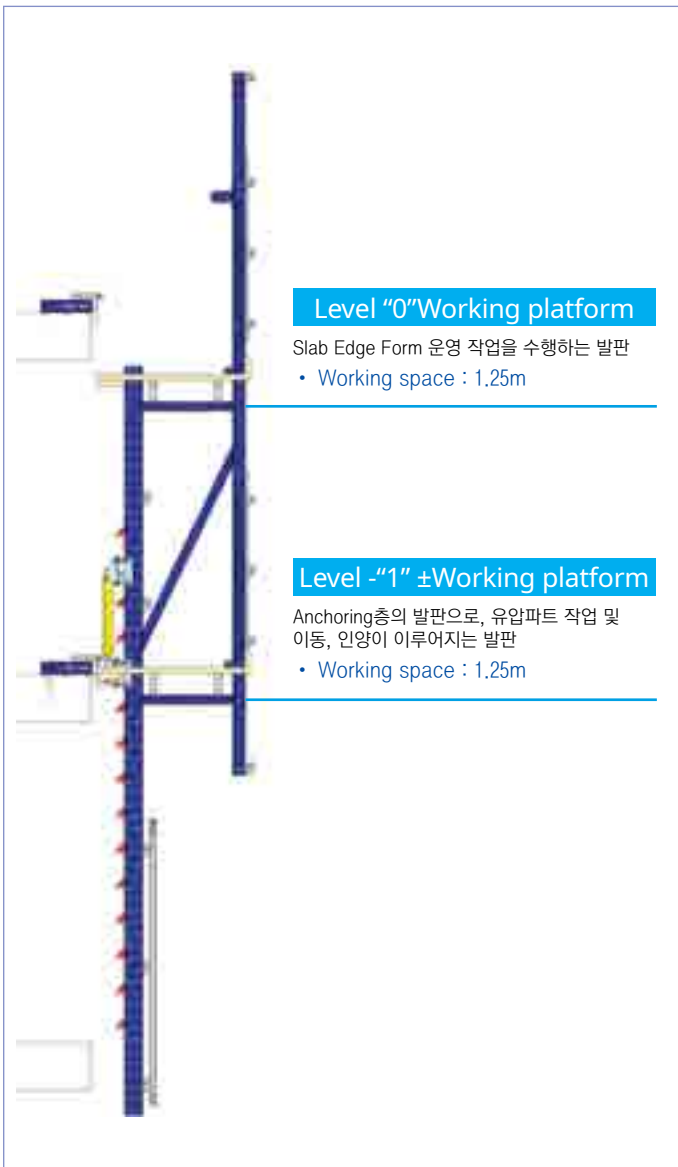 Level “0”Working platform
Slab Edge Form 운영 작업을 수행하는 발판
• Working space : 1.25m
Level -“1” ±Working platform
Anchoring층의 발판으로, 유압파트 작업 및
이동, 인양이 이루어지는 발판
• Working space : 1.25m